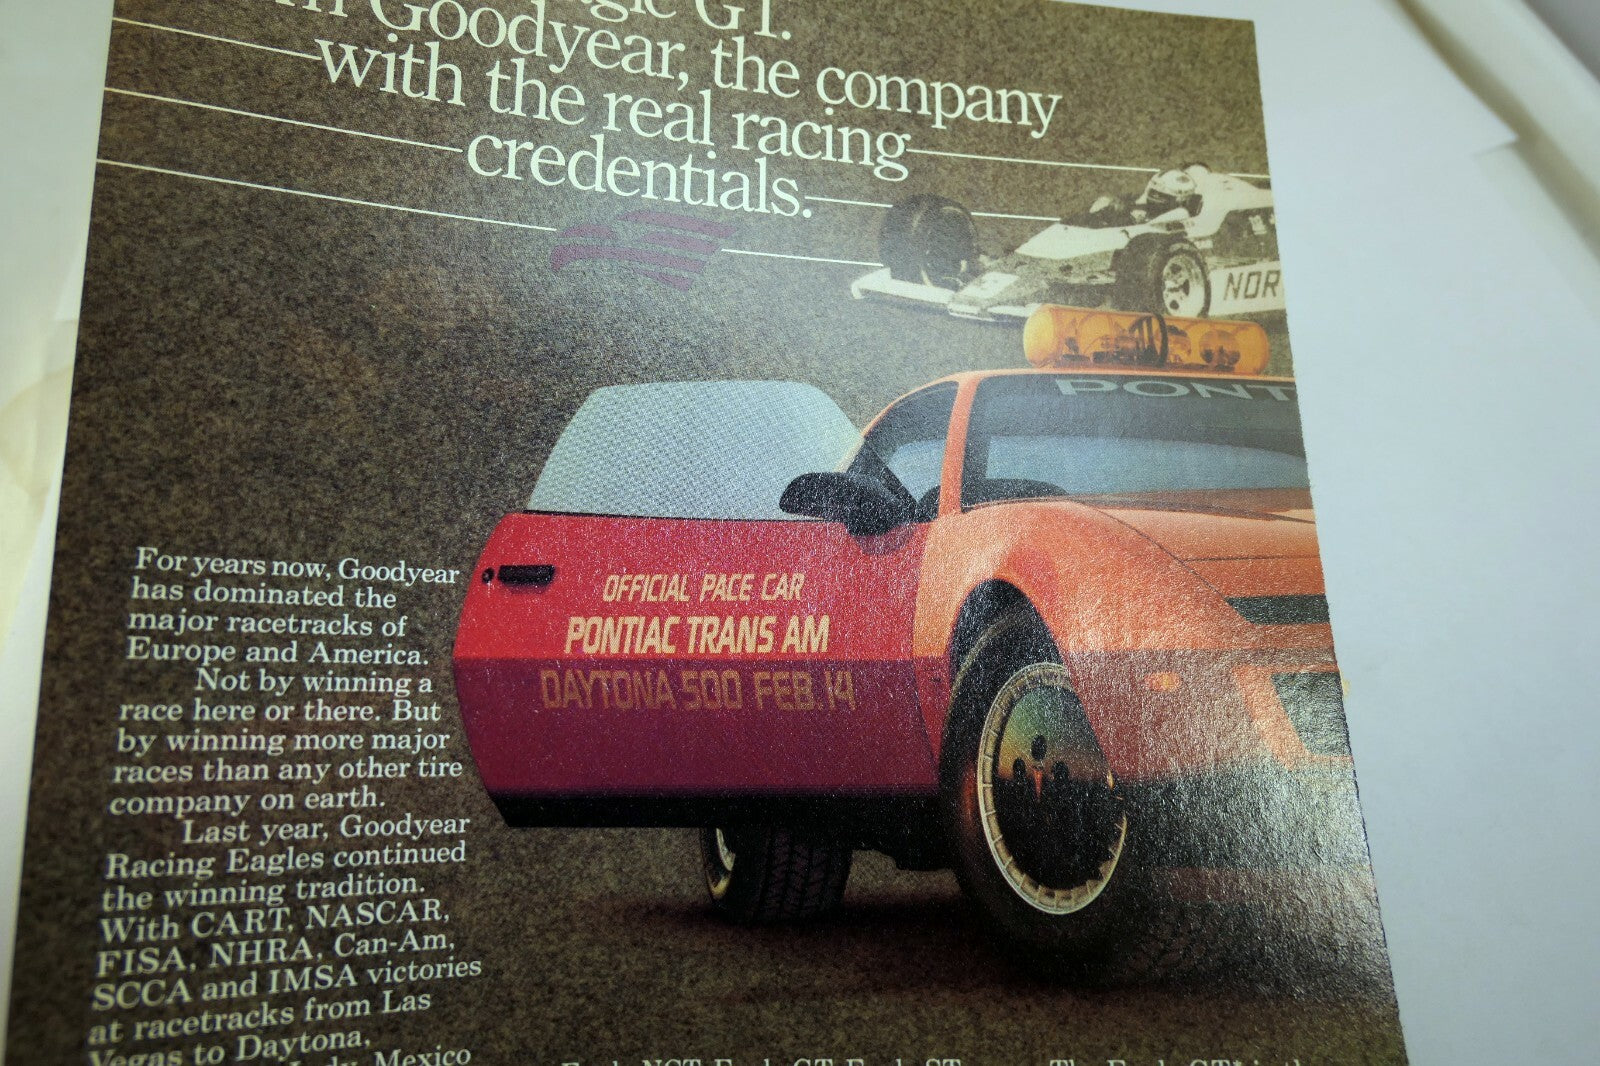 GT.
Goodyear, the company
with the real racing
credentials.
NOR
PONT
OFFICIAL PACE CAR
PONTIAC TRANS AM
DAYTONA 500 FEB. 14
For years now, Goodyear
has dominated the
major racetracks of
Europe and America.
Not by winning a
race here or there. But
by winning more major
races than any other tire
company on earth.
Last year, Goodyear
Racing Eagles continued
the winning tradition.
With CART, NASCAR,
FISA, NHRA, Can-Am,
SCCA and IMSA victories
at racetracks from Las
Vegas to Daytona,
Mexico